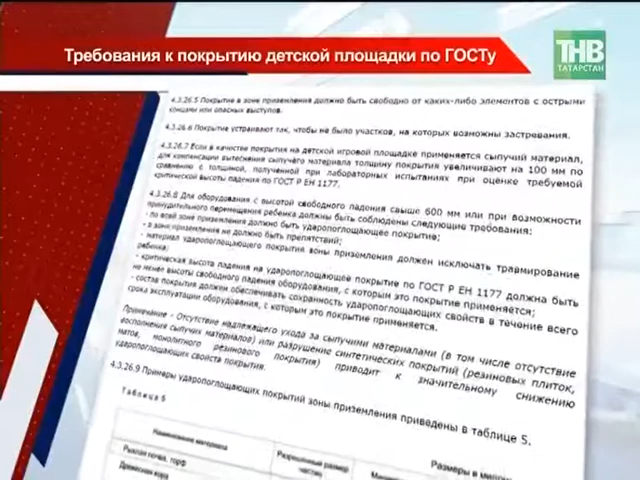 Требования к покрытию детской площадки по ГОСТу
ТНВ
ТАТАРСТАН
4.3.26.5 Покрытие в зоне приземления должно быть свободно от каких-либо элементов с острыми
концами или опасных выступов.
4.3.26.6 Покрытие устраивают так, чтобы не было участков, на которых возможны застревания.
4.3.26.7 Если в качестве покрытия на детской игровой площадке применяется сыпучий материал,
для компенсации вытеснения сыпучего материала толщину покрытия увеличивают на 100 мм по
сравнению с толщиной, полученной при лабораторных испытаниях при оценке требуемой
критической высоты падения по ГОСТ Р ЕН 1177.
4.3.26.8 Для оборудования с высотой свободного падения свыше 600 мм или при возможности
принудительного перемещения ребенка должны быть соблюдены следующие требования:
- по всей зоне приземления должно быть ударопоглощающее покрытие;
- в зоне приземления не должно быть препятствий;
- материал ударопоглощающего покрытия зоны приземления должен исключать травмирование
ребенка;
- критическая высота падения на ударопоглощающее покрытие по ГОСТ Р ЕН 1177 должна быть
не менее высоты свободного падения оборудования, с которым это покрытие применяется;
- состав покрытия должен обеспечивать сохранность ударопоглощающих свойств в течение всего
срока эксплуатации оборудования, с которым это покрытие применяется.
Примечание - Отсутствие надлежащего ухода за сыпучими материалами (в том числе отсутствие
восполнения сыпучих материалов) или разрушение синтетических покрытий (резиновых плиток,
матов, монолитного резинового покрытия) приводит к значительному снижению
ударопоглощающих свойств покрытия.
4.3.26.9 Примеры ударопоглощающих покрытий зоны приземления приведены в таблице 5.
Таблица 5
Наименование материала
Разрешенный размер
частиц
Размеры в
Рыхлая почва, торф
Древесная кора